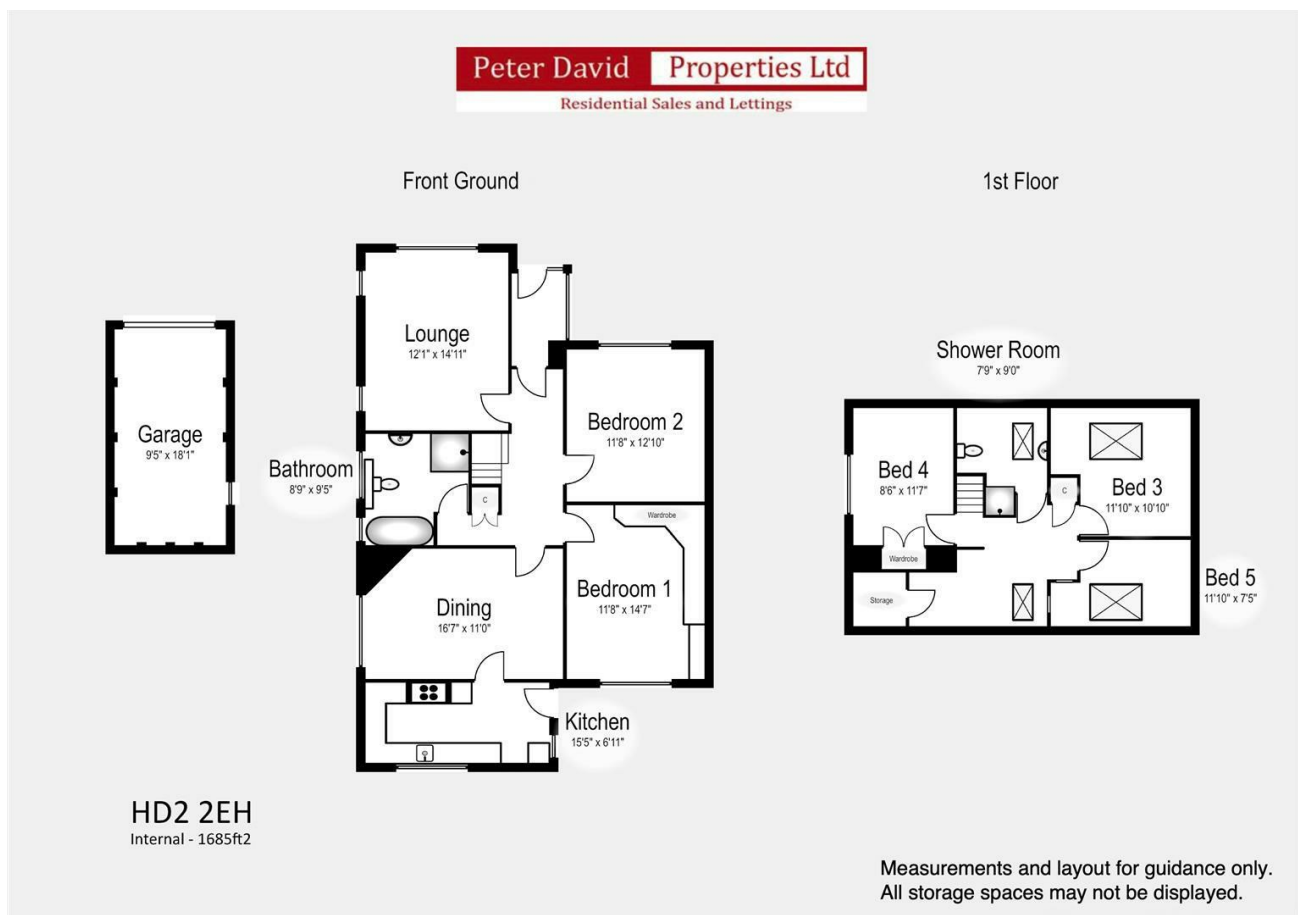 Peter David Properties Ltd
Residential Sales and Lettings
Front Ground
1st Floor
Lounge
12'1" x 14'11"
Garage
9'5" x 18'1"
Bedroom 2
11'8" x 12'10"
Bathroom
8'9" x 9'5"
C
Wardrobe
Bedroom 1
11'8" x 14'7"
Dining
16'7" x 11'0"
Kitchen
15'5" x 6'11"
Shower Room
7'9" x 9'0"
Bed 4
8'6" x 11'7"
C
Bed 3
11'10" x 10'10"
Wardrobe
Storage
Bed 5
11'10" x 7'5"
HD2 2EH
Internal - 1685ft2
Measurements and layout for guidance only.
All storage spaces may not be displayed.